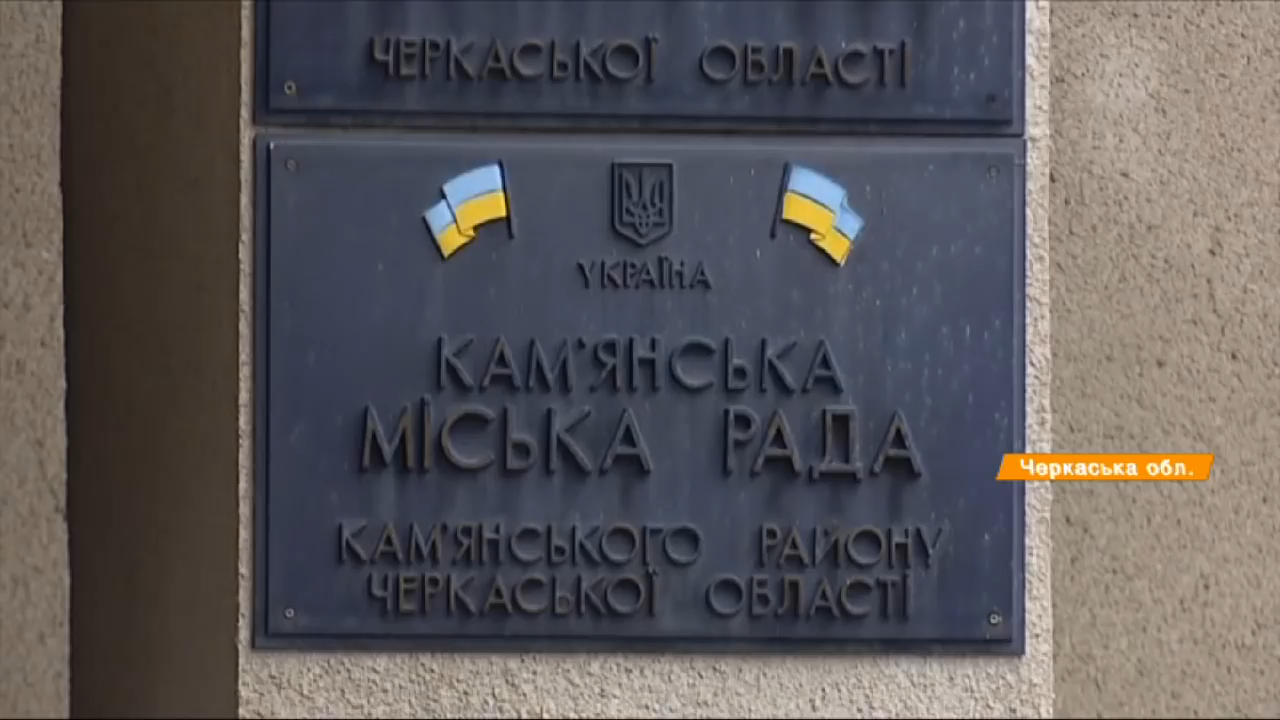 ЧЕРКАСЬКОЇ ОБЛАСТІ
УКРАЇНА
КАМ'ЯНСЬКА
МІСЬКА РАДА
Черкаська обл.
КАМ'ЯНСЬКОГО РАЙОНУ
ЧЕРКАСЬКОЇ ОБЛАСТІ